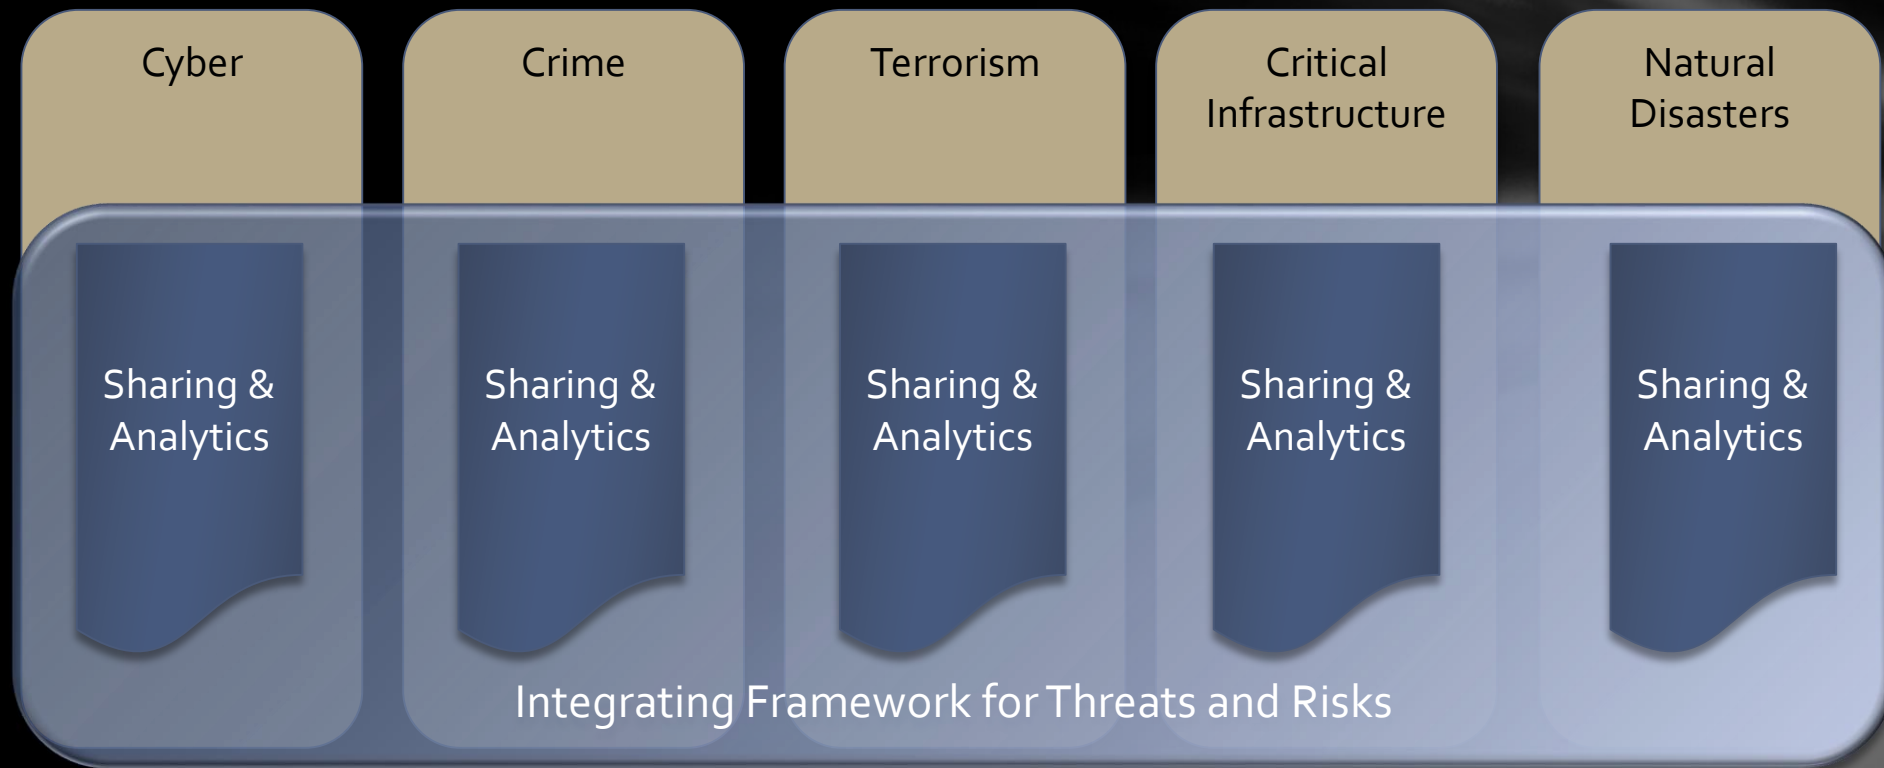 Cyber
Crime
Terrorism
Critical
Infrastructure
Natural
Disasters
Sharing &
Analytics
Sharing &
Analytics
Sharing &
Analytics
Sharing &
Analytics
Sharing &
Analytics
Integrating Framework for Threats and Risks